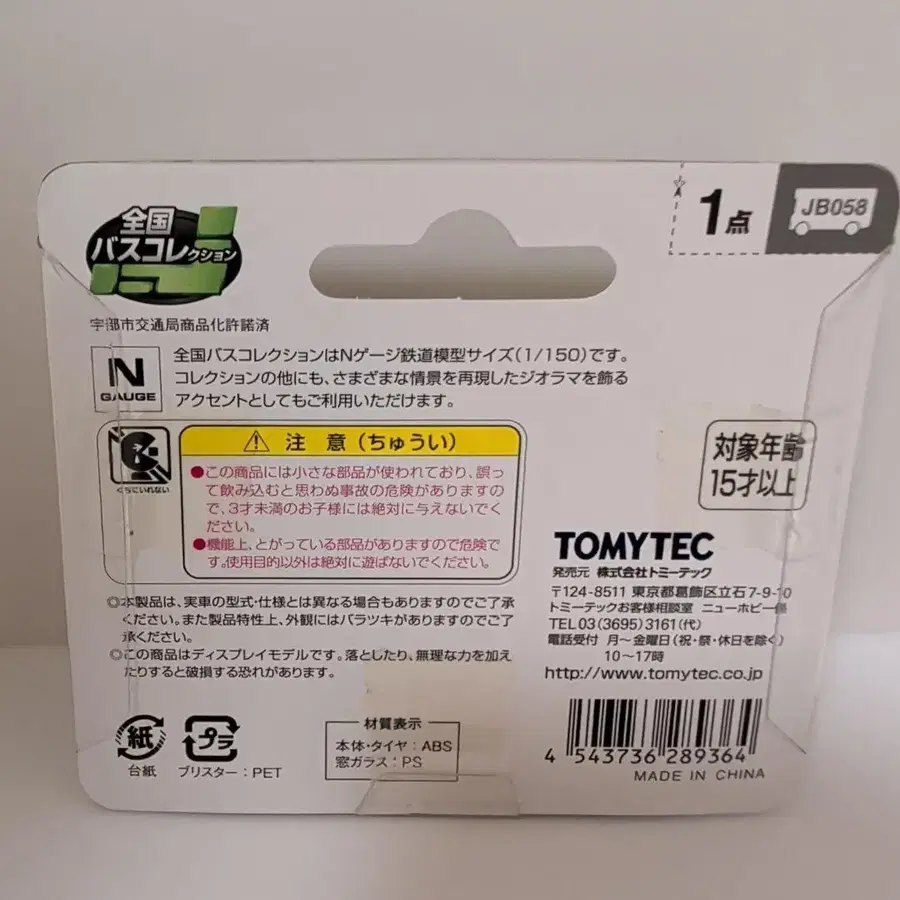 全国
バスコレクション
1点
JB058
宇部市交通局商品化許諾済
N
GAUGE
全国バスコレクションはNゲージ鉄道模型サイズ(1/150)です。
コレクションの他にも、さまざまな情景を再現したジオラマを飾る
アクセントとしてもご利用いただけます。
くちにいれない
注 意(ちゅうい)
●この商品には小さな部品が使われており、誤っ
て飲み込むと思わぬ事故の危険がありますの
で、3才未満のお子様には絶対に与えないでく
ださい。
●機能上、とがっている部品がありますので危険で
す。使用目的以外は絶対に遊ばないでください。
対象年齢
15才以上
◎本製品は、実車の型式・仕様とは異なる場合もありますのでご了承
ください。また製品特性上、外観にはバラツキがありますのでご了
承ください。
◎この商品はディスプレイモデルです。落としたり、無理な力を加え
たりすると破損する恐れがあります。
TOMYTEC
発売元 株式会社トミーテック
〒124-8511 東京都葛飾区立石7-9-10
トミーテックお客様相談室 ニューホビー係
TEL 03(3695)3161(代)
電話受付 月～金曜日(祝・祭・休日を除く)
10～17時
http://www.tomytec.co.jp
紙
台紙
プラ
ブリスター:PET
材質表示
本体・タイヤ:ABS
窓ガラス:PS
4 543736 289364
MADE IN CHINA